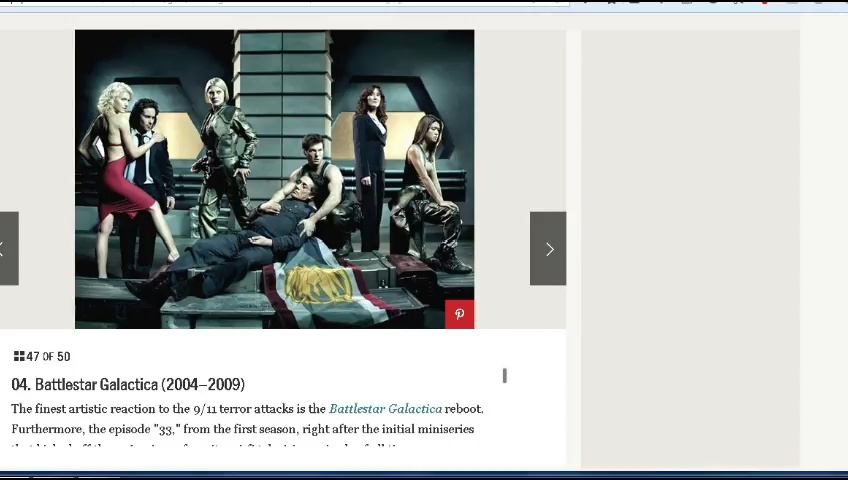 47 OF 50
04. Battlestar Galactica (2004–2009)
The finest artistic reaction to the 9/11 terror attacks is the Battlestar Galactica reboot.
Furthermore, the episode "33," from the first season, right after the initial miniseries